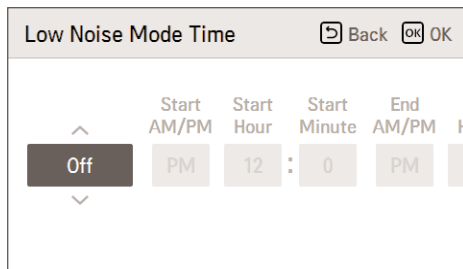 Low Noise Mode Time Back OK OK
Start Start Start End
AM/PM Hour Minute AM/PM H
Off PM 12 : 0 PM